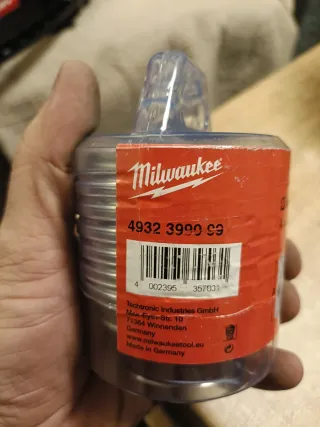 Milwaukee
4932 3990 99
4 002395 357031
Techtronic Industries GmbH
Max-Eyth-Str. 10
71364 Winnenden
Germany
www.milwaukeetool.eu
Made in Germany